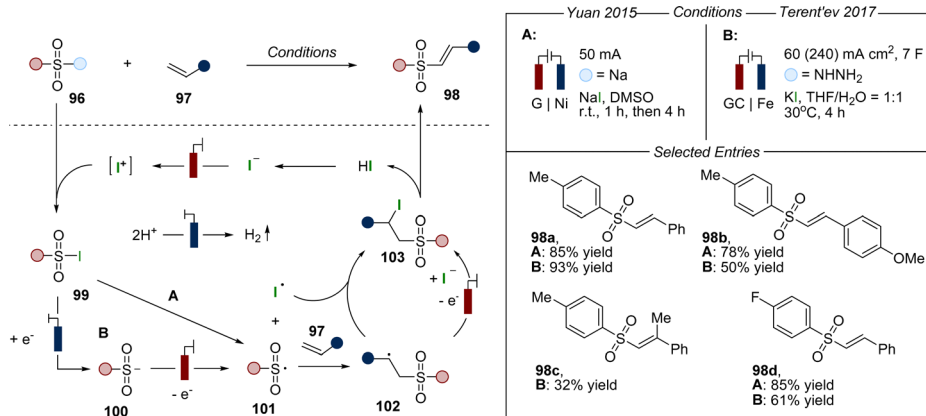 Conditions
O
S
O
96
+
97
O
S
O
98
[I⁺]
I⁻
HI
2H⁺
H₂↑
O
S
I
O
99
A
B
+ e⁻
O
S
−
O
100
- e⁻
I•
+
O
S•
O
101
97
O
S
O
102
I
O
S
O
103
+ I⁻
- e⁻
Yuan 2015
Conditions
Terent'ev 2017
A:
G | Ni
50 mA
= Na
NaI, DMSO
r.t., 1 h, then 4 h
B:
GC | Fe
60 (240) mA cm², 7 F
= NHNH₂
KI, THF/H₂O = 1:1
30°C, 4 h
Selected Entries
Me
O
S
O
Ph
98a,
A: 85% yield
B: 93% yield
Me
O
S
O
OMe
98b,
A: 78% yield
B: 50% yield
Me
O
S
O
Me
Ph
98c,
B: 32% yield
F
O
S
O
Ph
98d,
A: 85% yield
B: 61% yield